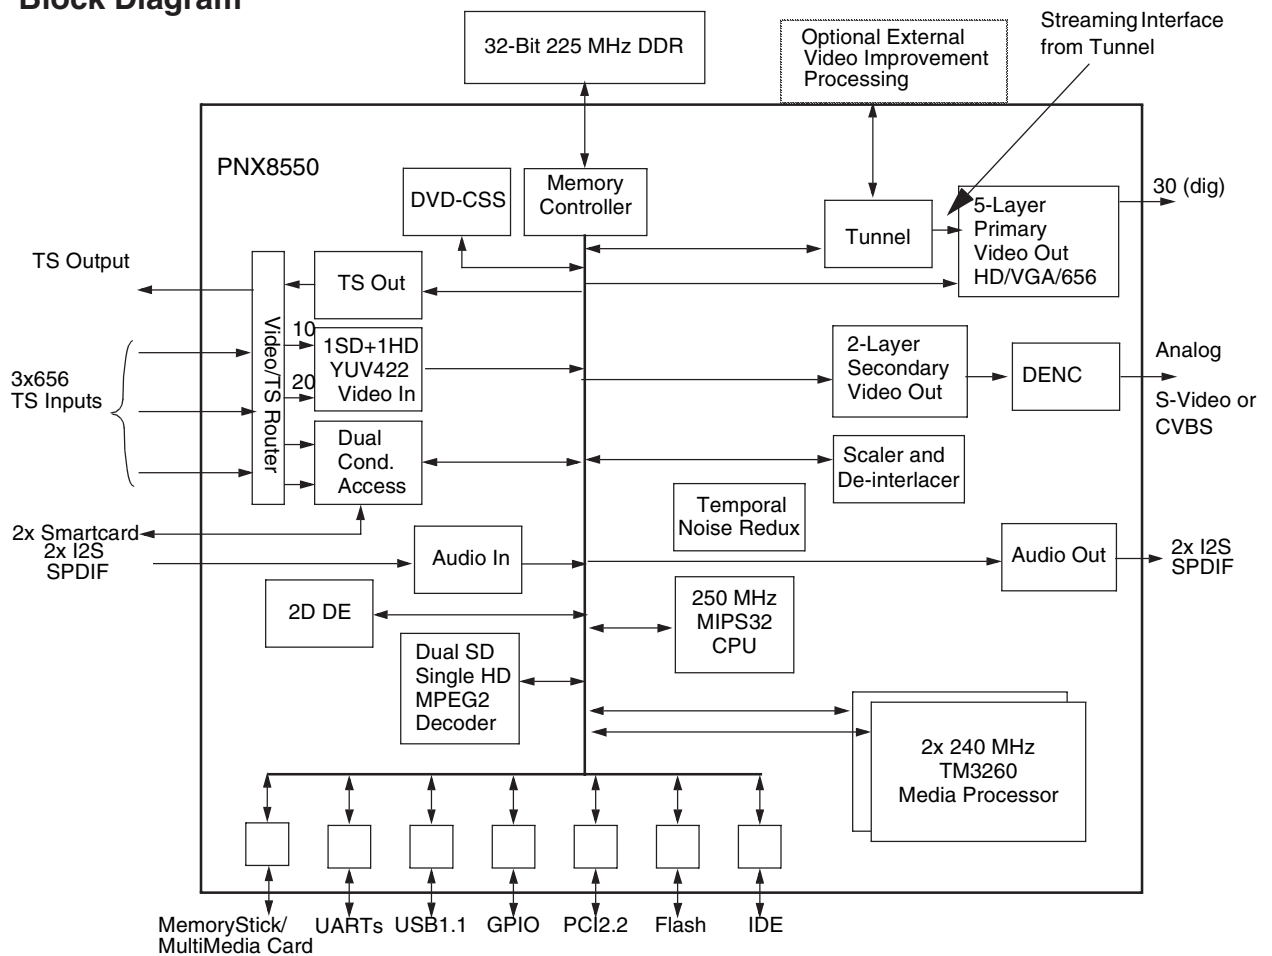 Block Diagram
32-Bit 225 MHz DDR
Optional External
Video Improvement
Processing
Streaming Interface
from Tunnel
PNX8550
DVD-CSS
Memory
Controller
Tunnel
5-Layer
Primary
Video Out
HD/VGA/656
30 (dig)
TS Output
TS Out
Video/TS Router
10
20
1SD+1HD
YUV422
Video In
3x656
TS Inputs
Dual
Cond.
Access
2-Layer
Secondary
Video Out
DENC
Analog
S-Video or
CVBS
Scaler and
De-interlacer
Temporal
Noise Redux
2x Smartcard
2x I2S
SPDIF
Audio In
Audio Out
2x I2S
SPDIF
2D DE
250 MHz
MIPS32
CPU
Dual SD
Single HD
MPEG2
Decoder
2x 240 MHz
TM3260
Media Processor
MemoryStick/
MultiMedia Card
UARTs
USB1.1
GPIO
PCI2.2
Flash
IDE